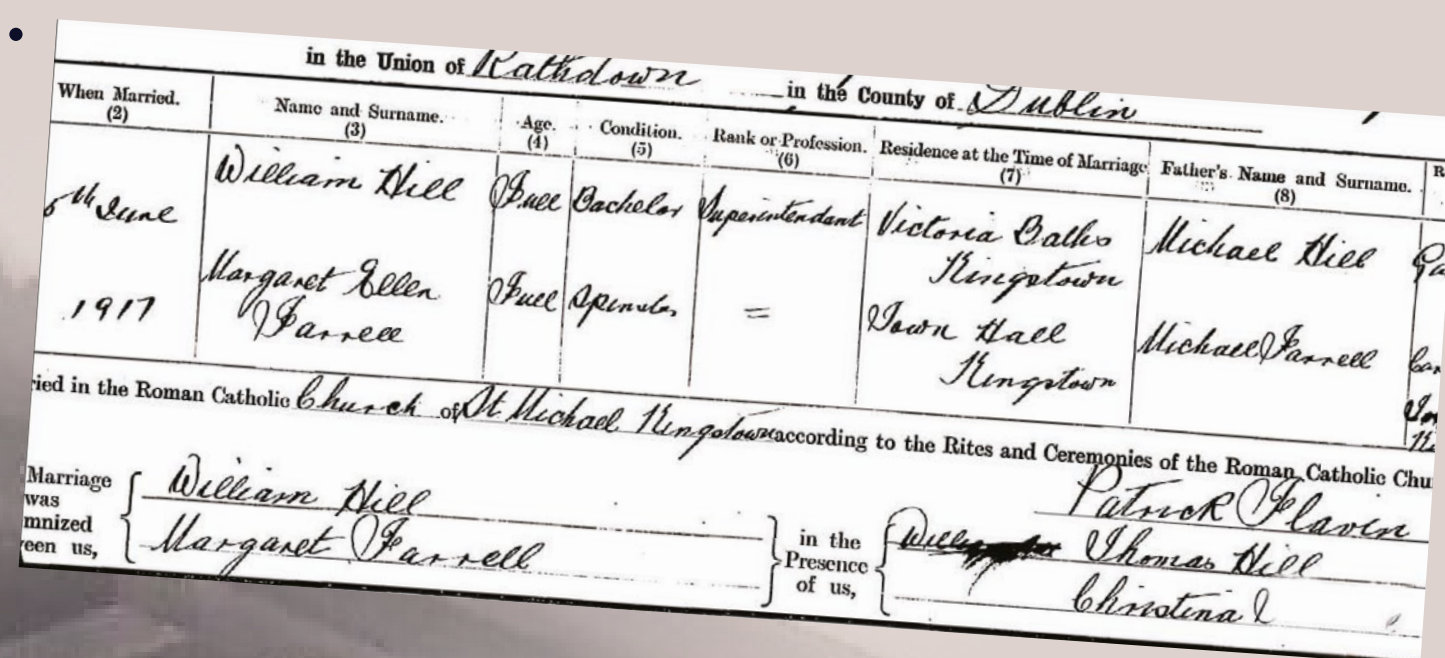 in the Union of Rathdown in the County of Dublin
When Married. Name and Surname. Age. Condition. Rank or Profession. Residence at the Time of Marriage Father's Name and Surname.
(2) (3) (4) (5) (6) (7) (8)
June William Hill Full Bachelor Superintendant Victoria Baths Michael Hill
Kingstown
1917 Margaret Ellen Full Spinster = Town Hall Michael Farrell
Farrell Kingstown
ried in the Roman Catholic Church of St Michael Kingstown according to the Rites and Ceremonies of the Roman Catholic Chu
Marriage William Hill Patrick Flavin
was
mnized Margaret Farrell in the Thomas Hill
een us, Presence
of us, Christina